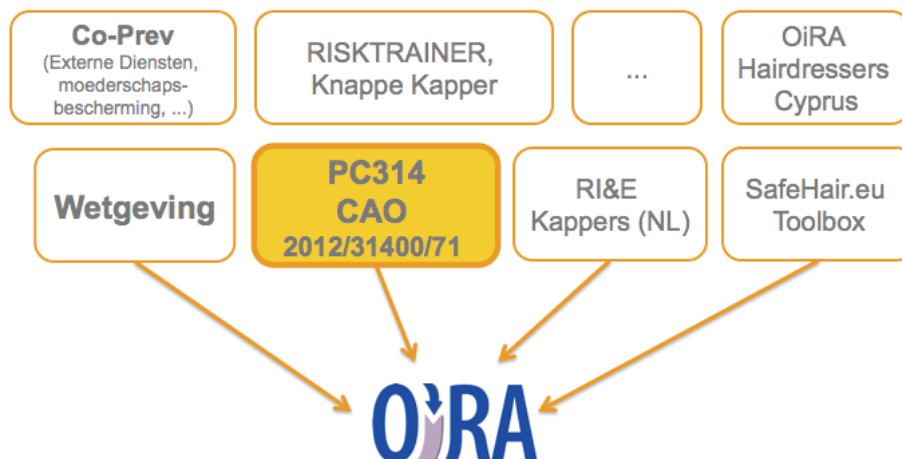 Co-Prev
(Externe Diensten,
moederschaps-
bescherming, ...)
RISKTRAINER,
Knappe Kapper
...
OiRA
Hairdressers
Cyprus
Wetgeving
PC314
CAO
2012/31400/71
RI&E
Kappers (NL)
SafeHair.eu
Toolbox
OiRA